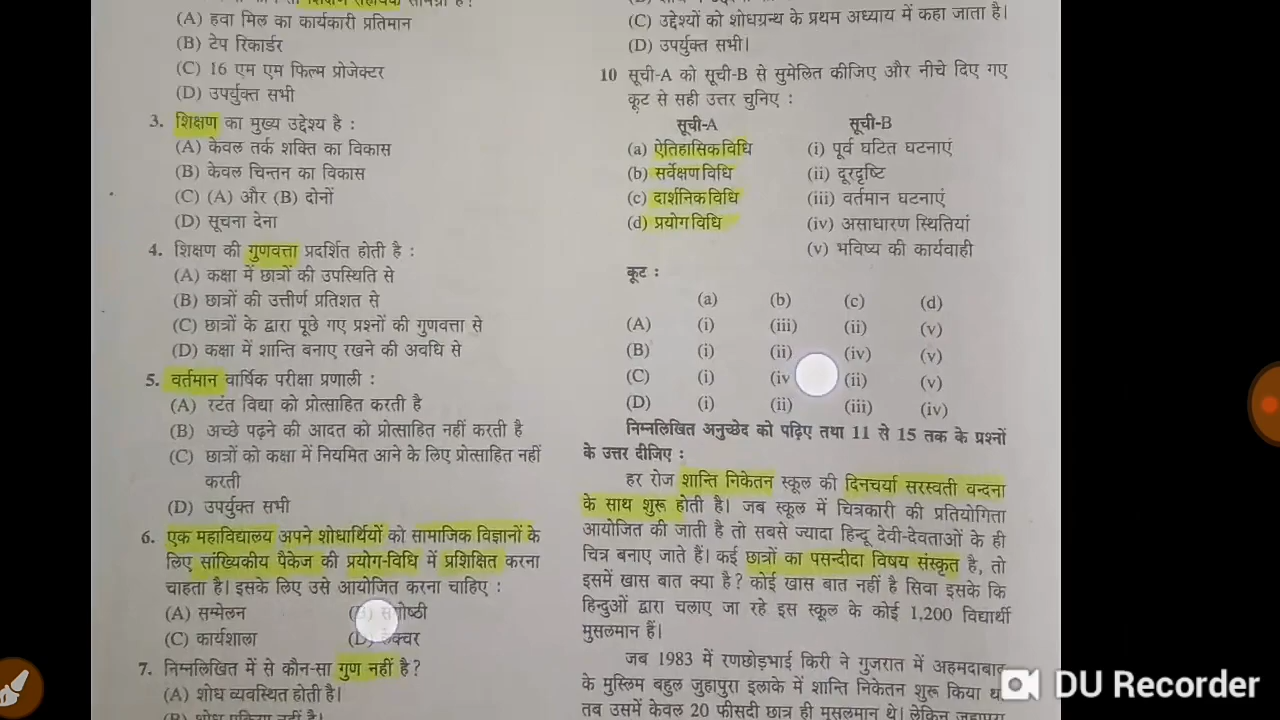 (A) हवा मिल का कार्यकारी प्रतिमान
(B) टेप रिकार्डर
(C) 16 एम एम फिल्म प्रोजेक्टर
(D) उपर्युक्त सभी
3. शिक्षण का मुख्य उद्देश्य है :
(A) केवल तर्क शक्ति का विकास
(B) केवल चिन्तन का विकास
(C) (A) और (B) दोनों
(D) सूचना देना
4. शिक्षण की गुणवत्ता प्रदर्शित होती है :
(A) कक्षा में छात्रों की उपस्थिति से
(B) छात्रों की उत्तीर्ण प्रतिशत से
(C) छात्रों के द्वारा पूछे गए प्रश्नों की गुणवत्ता से
(D) कक्षा में शान्ति बनाए रखने की अवधि से
5. वर्तमान वार्षिक परीक्षा प्रणाली :
(A) रटंत विद्या को प्रोत्साहित करती है
(B) अच्छे पढ़ने की आदत को प्रोत्साहित नहीं करती है
(C) छात्रों को कक्षा में नियमित आने के लिए प्रोत्साहित नहीं
करती
(D) उपर्युक्त सभी
6. एक महाविद्यालय अपने शोधार्थियों को सामाजिक विज्ञानों के
लिए सांख्यिकीय पैकेज की प्रयोग-विधि में प्रशिक्षित करना
चाहता है। इसके लिए उसे आयोजित करना चाहिए :
(A) सम्मेलन
(C) कार्यशाला
7. निम्नलिखित में से कौन-सा गुण नहीं है?
(A) शोध व्यवस्थित होती है।
(C) उद्देश्यों को शोधग्रन्थ के प्रथम अध्याय में कहा जाता है।
(D) उपर्युक्त सभी।
10 सूची-A को सूची-B से सुमेलित कीजिए और नीचे दिए गए
कूट से सही उत्तर चुनिए :
सूची-A सूची-B
(a) ऐतिहासिक विधि (i) पूर्व घटित घटनाएं
(b) सर्वेक्षण विधि (ii) दूरदृष्टि
(c) दार्शनिक विधि (iii) वर्तमान घटनाएं
(d) प्रयोग विधि (iv) असाधारण स्थितियां
(v) भविष्य की कार्यवाही
कूट :
(a) (b) (c) (d)
(A) (i) (iii) (ii) (v)
(B) (i) (ii) (iv) (v)
(C) (i) (iv (ii) (v)
(D) (i) (ii) (iii) (iv)
निम्नलिखित अनुच्छेद को पढ़िए तथा 11 से 15 तक के प्रश्नों
के उत्तर दीजिए :
हर रोज शान्ति निकेतन स्कूल की दिनचर्या सरस्वती वन्दना
के साथ शुरू होती है। जब स्कूल में चित्रकारी की प्रतियोगिता
आयोजित की जाती है तो सबसे ज्यादा हिन्दू देवी-देवताओं के ही
चित्र बनाए जाते हैं। कई छात्रों का पसन्दीदा विषय संस्कृत है, तो
इसमें खास बात क्या है? कोई खास बात नहीं है सिवा इसके कि
हिन्दुओं द्वारा चलाए जा रहे इस स्कूल के कोई 1,200 विद्यार्थी
मुसलमान हैं।
जब 1983 में रणछोड़भाई किरी ने गुजरात में अहमदाबाद
के मुस्लिम बहुल जुहापुरा इलाके में शान्ति निकेतन शुरू किया
तब उसमें केवल 20 फीसदी छात्र ही मुसलमान थे। लेकिन
DU Recorder